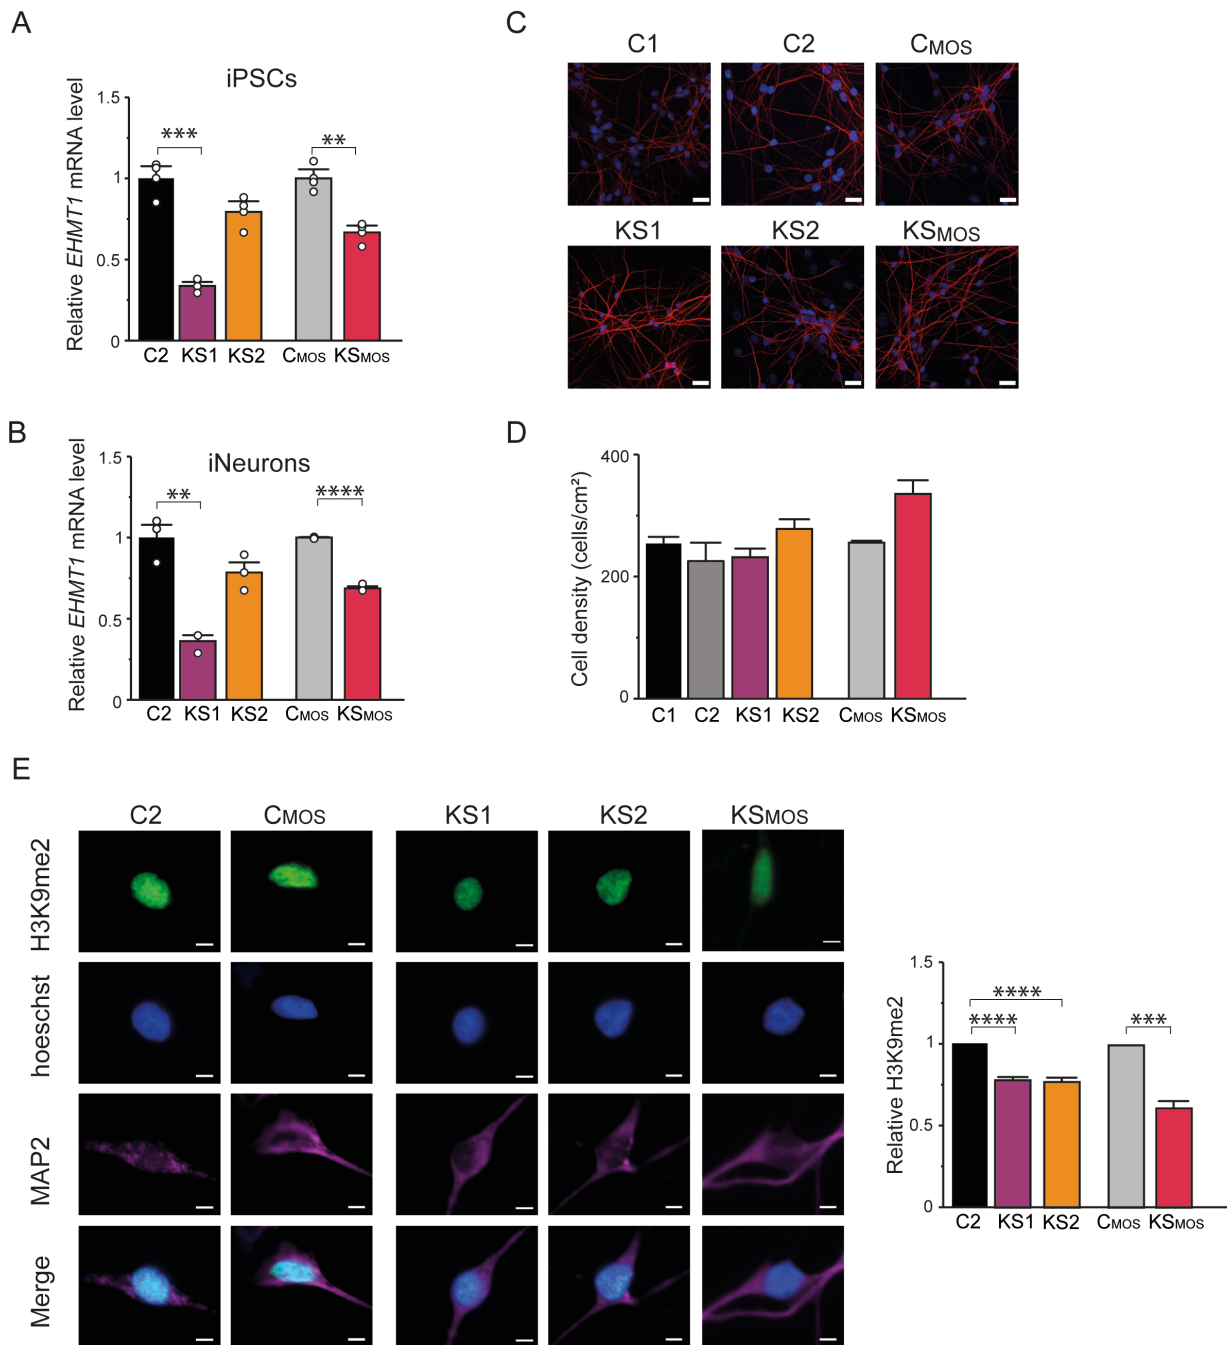 A
iPSCs
Relative EHMT1 mRNA level
1.5
1
0.5
0
***
**
C2 KS1 KS2 CMOS KSMOS
B
iNeurons
Relative EHMT1 mRNA level
1.5
1
0.5
0
**
****
C2 KS1 KS2 CMOS KSMOS
C
C1 C2 CMOS
KS1 KS2 KSMOS
D
Cell density (cells/cm²)
400
200
0
C1 C2 KS1 KS2 CMOS KSMOS
E
C2 CMOS KS1 KS2 KSMOS
H3K9me2
hoeschst
MAP2
Merge
Relative H3K9me2
1.5
1
0.5
0
****
****
***
C2 KS1 KS2 CMOS KSMOS